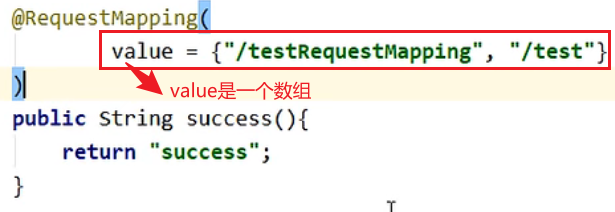 @RequestMapping(
value = {"/testRequestMapping", "/test"}
)
value是一个数组
public String success(){
return "success";
}